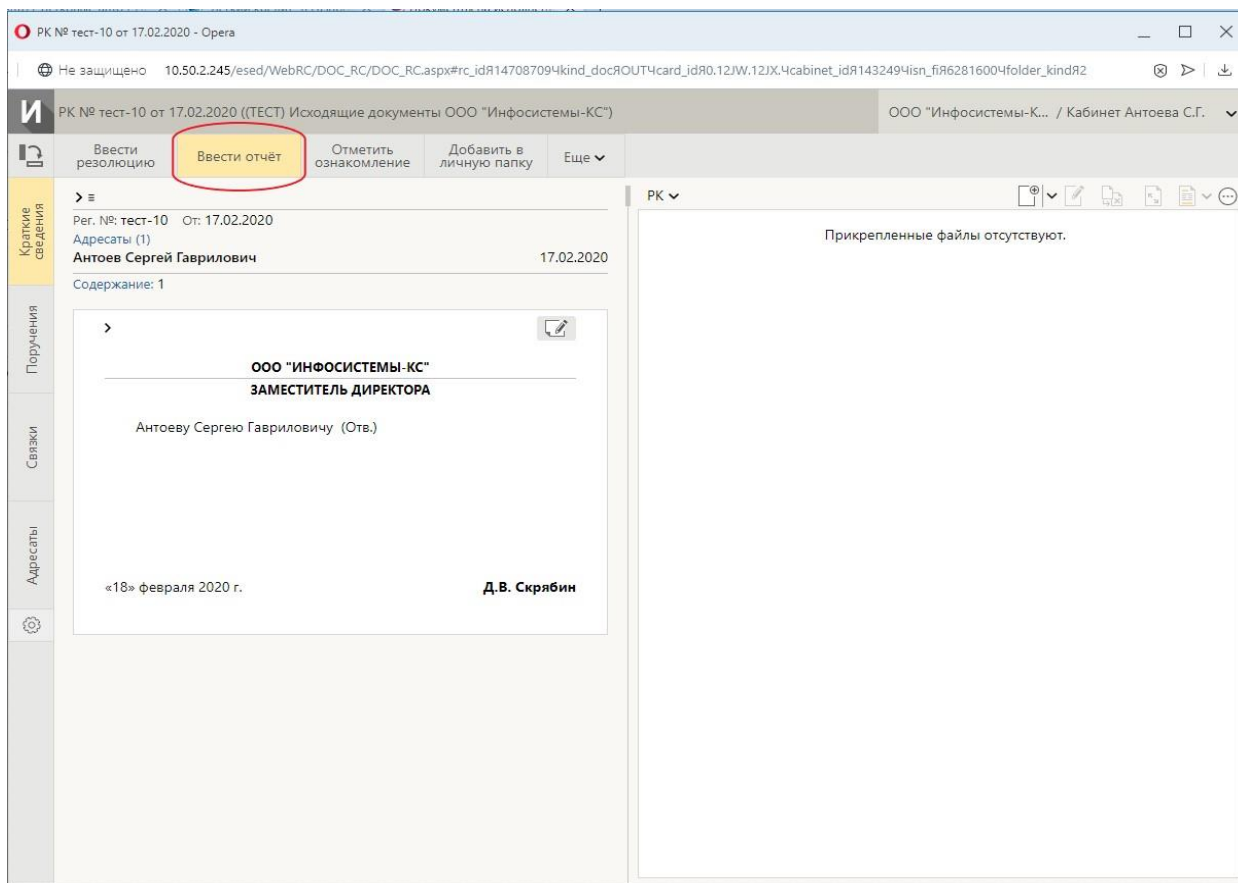 РК № тест-10 от 17.02.2020 - Opera
Не защищено 10.50.2.245/esed/WebRC/DOC_RC/DOC_RC.aspx#rc_idЯ14708709Чkind_docЯOUTЧcard_idЯ0.12JW.12JX.Чcabinet_idЯ143249Чisn_fiЯ6281600Чfolder_kindЯ2
И РК № тест-10 от 17.02.2020 ((ТЕСТ) Исходящие документы ООО "Инфосистемы-КС") ООО "Инфосистемы-К... / Кабинет Антоева С.Г.
Ввести резолюцию
Ввести отчёт
Отметить ознакомление
Добавить в личную папку
Еще
Краткие сведения
Поручения
Связки
Адресаты
Рег. №: тест-10 От: 17.02.2020
Адресаты (1)
Антоев Сергей Гаврилович 17.02.2020
Содержание: 1
ООО "ИНФОСИСТЕМЫ-КС"
ЗАМЕСТИТЕЛЬ ДИРЕКТОРА
Антоеву Сергею Гавриловичу (Отв.)
«18» февраля 2020 г. Д.В. Скрябин
РК
Прикрепленные файлы отсутствуют.